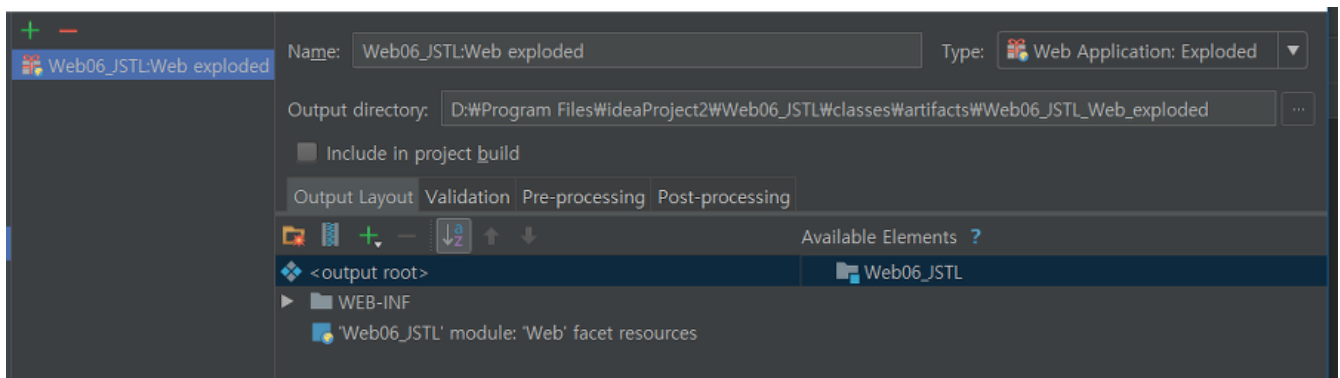 Name: Web06_JSTL:Web exploded Type: Web Application: Exploded
Web06_JSTL:Web exploded
Output directory: D:₩Program Files₩ideaProject2₩Web06_JSTL₩classes₩artifacts₩Web06_JSTL_Web_exploded ...
Include in project build
Output Layout Validation Pre-processing Post-processing
Available Elements ?
<output root> Web06_JSTL
WEB-INF
'Web06_JSTL' module: 'Web' facet resources